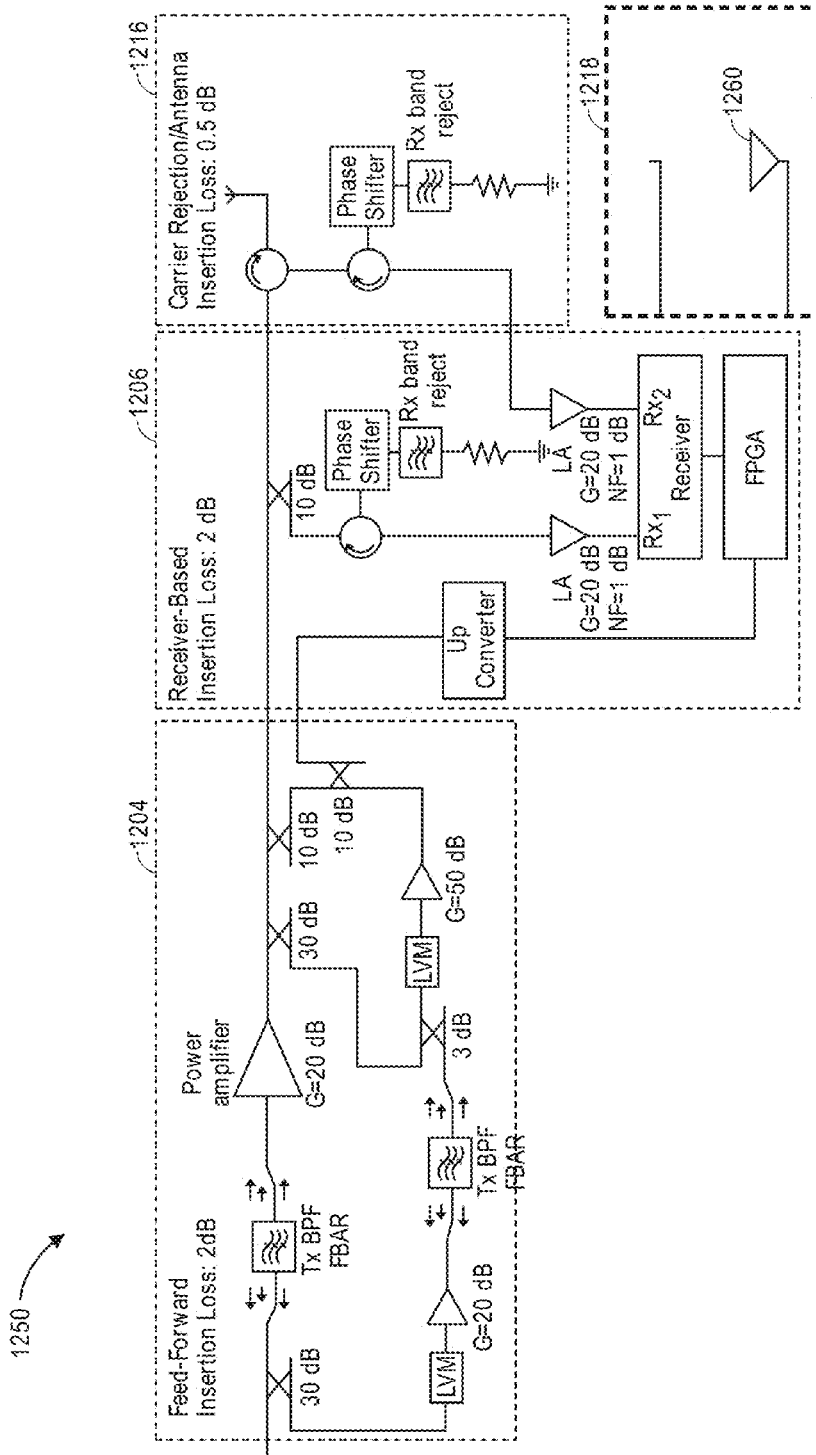 1250
1204
Feed-Forward
Insertion Loss: 2dB
30 dB
Tx BPF
FBAR
Power
amplifier
G=20 dB
30 dB
10 dB
10 dB
LVM
G=50 dB
3 dB
Tx BPF
FBAR
G=20 dB
LVM
1206
Receiver-Based
Insertion Loss: 2 dB
10 dB
Phase
Shifter
Rx band
reject
Up
Converter
LA
G=20 dB
NF=1 dB
LA
G=20 dB
NF=1 dB
Rx1
Rx2
Receiver
FPGA
1216
Carrier Rejection/Antenna
Insertion Loss: 0.5 dB
Phase
Shifter
Rx band
reject
1218
1260